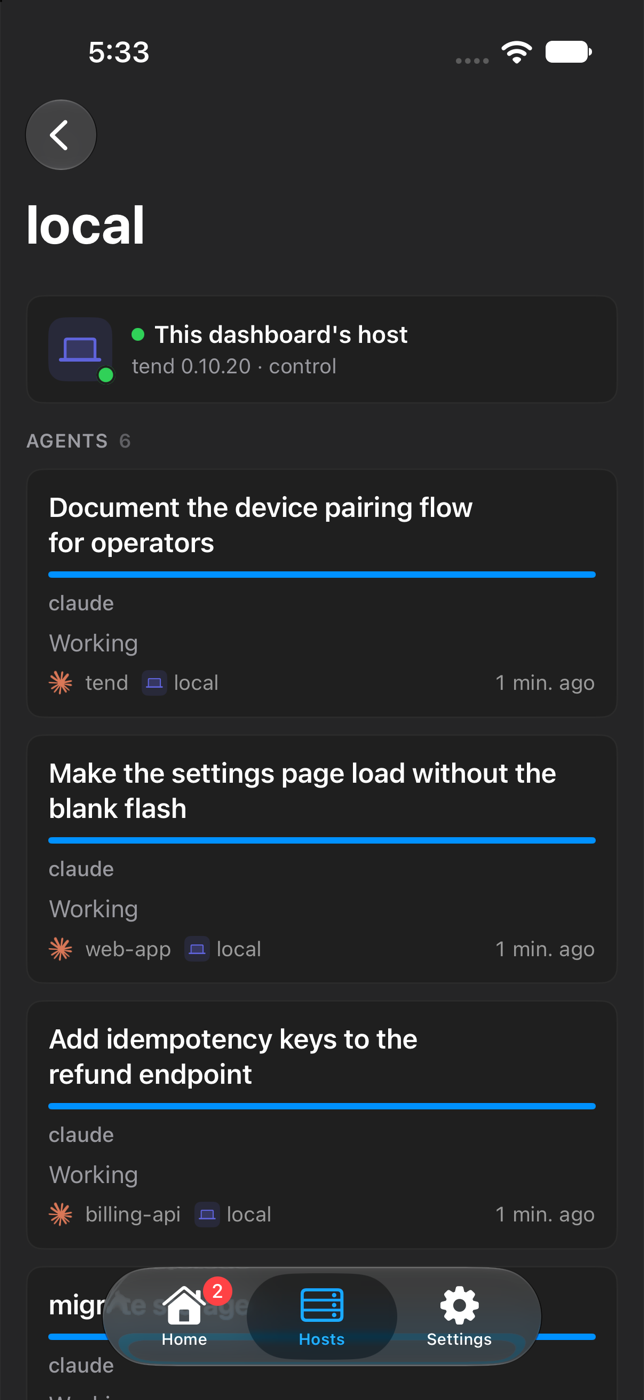 5:33
local
This dashboard's host
tend 0.10.20 · control
AGENTS 6
Document the device pairing flow
for operators
claude
Working
tend local 1 min. ago
Make the settings page load without the
blank flash
claude
Working
web-app local 1 min. ago
Add idempotency keys to the
refund endpoint
claude
Working
billing-api local 1 min. ago
2
Home
Hosts
Settings
claude